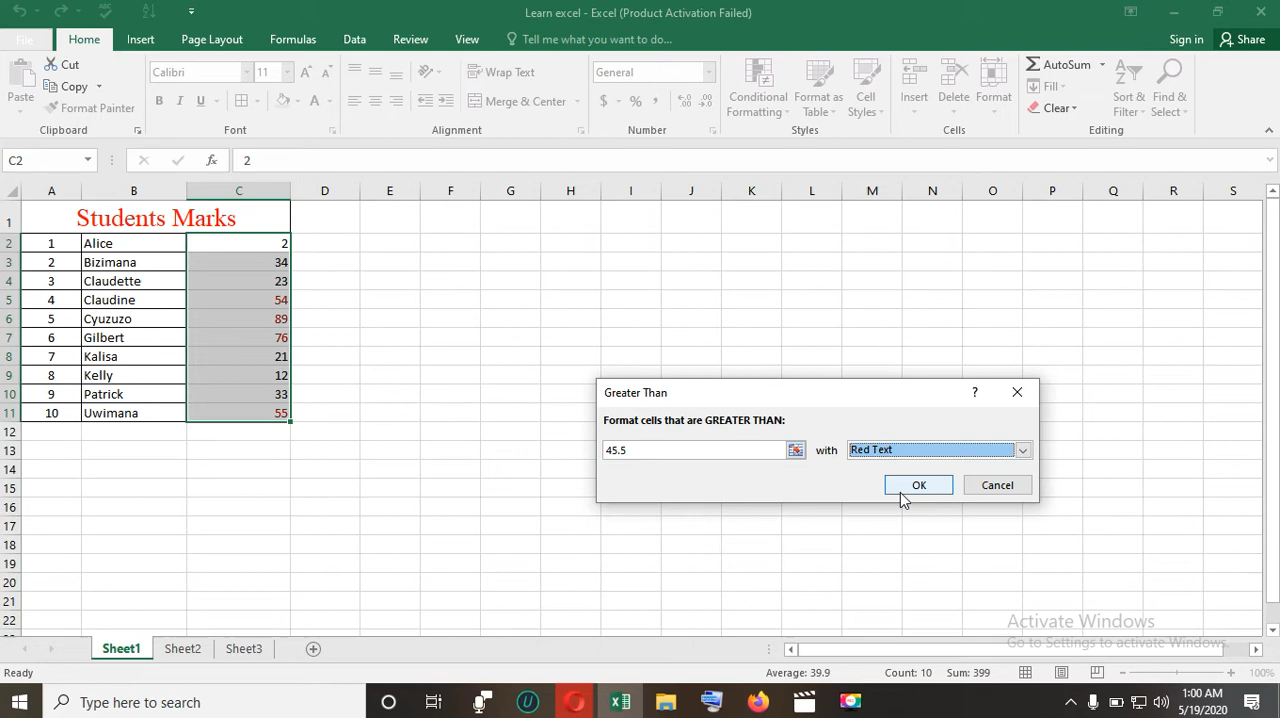 Learn excel - Excel (Product Activation Failed)
File Home Insert Page Layout Formulas Data Review View Tell me what you want to do... Sign in Share
Paste Cut Copy Format Painter Clipboard
Calibri 11 B I U A Font
Wrap Text Merge & Center Alignment
General $ % , Number
Conditional Formatting Format as Table Cell Styles Styles
Insert Delete Format Cells
AutoSum Fill Clear Sort & Filter Find & Select Editing
C2 fx 2
A B C D E F G H I J K L M N O P Q R S
1 Students Marks
2 1 Alice 2
3 2 Bizimana 34
4 3 Claudette 23
5 4 Claudine 54
6 5 Cyuzuzo 89
7 6 Gilbert 76
8 7 Kalisa 21
9 8 Kelly 12
10 9 Patrick 33
11 10 Uwimana 55
12
13
14
15
16
17
18
19
20
21
22
Greater Than ?
Format cells that are GREATER THAN:
45.5 with Red Text
OK Cancel
Activate Windows
Go to Settings to activate Windows.
Sheet1 Sheet2 Sheet3
Ready Average: 39.9 Count: 10 Sum: 399 100%
Type here to search
1:00 AM
5/19/2020